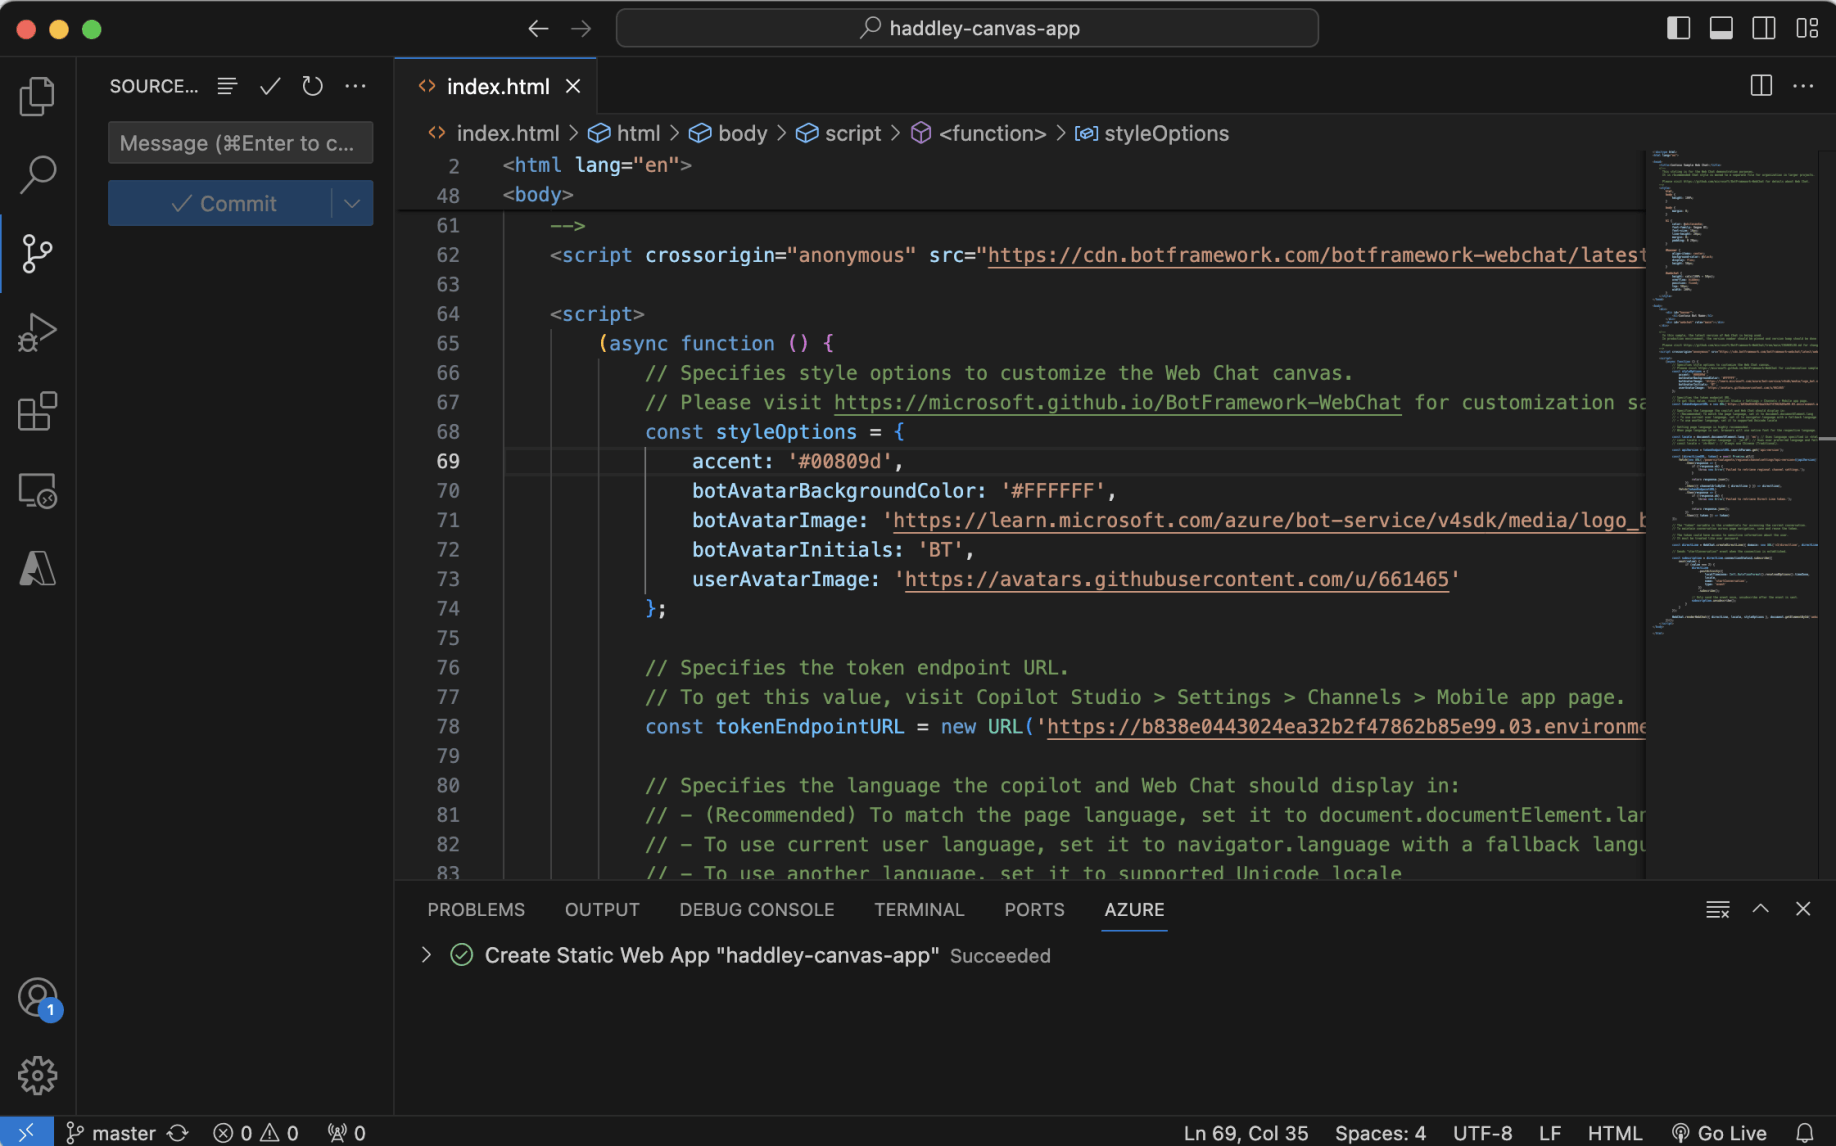 haddley-canvas-app
SOURCE...
index.html
Message (⌘Enter to c...
Commit
index.html > html > body > script > <function> > styleOptions
2 <html lang="en">
48 <body>
61 -->
62 <script crossorigin="anonymous" src="https://cdn.botframework.com/botframework-webchat/latest
63
64 <script>
65 (async function () {
66 // Specifies style options to customize the Web Chat canvas.
67 // Please visit https://microsoft.github.io/BotFramework-WebChat for customization sa
68 const styleOptions = {
69 accent: '#00809d',
70 botAvatarBackgroundColor: '#FFFFFF',
71 botAvatarImage: 'https://learn.microsoft.com/azure/bot-service/v4sdk/media/logo_b
72 botAvatarInitials: 'BT',
73 userAvatarImage: 'https://avatars.githubusercontent.com/u/661465'
74 };
75
76 // Specifies the token endpoint URL.
77 // To get this value, visit Copilot Studio > Settings > Channels > Mobile app page.
78 const tokenEndpointURL = new URL('https://b838e0443024ea32b2f47862b85e99.03.environme
79
80 // Specifies the language the copilot and Web Chat should display in:
81 // - (Recommended) To match the page language, set it to document.documentElement.lan
82 // - To use current user language, set it to navigator.language with a fallback langu
83 // - To use another language, set it to supported Unicode locale
PROBLEMS OUTPUT DEBUG CONSOLE TERMINAL PORTS AZURE
Create Static Web App "haddley-canvas-app" Succeeded
1
master 0 0 0 Ln 69, Col 35 Spaces: 4 UTF-8 LF HTML Go Live